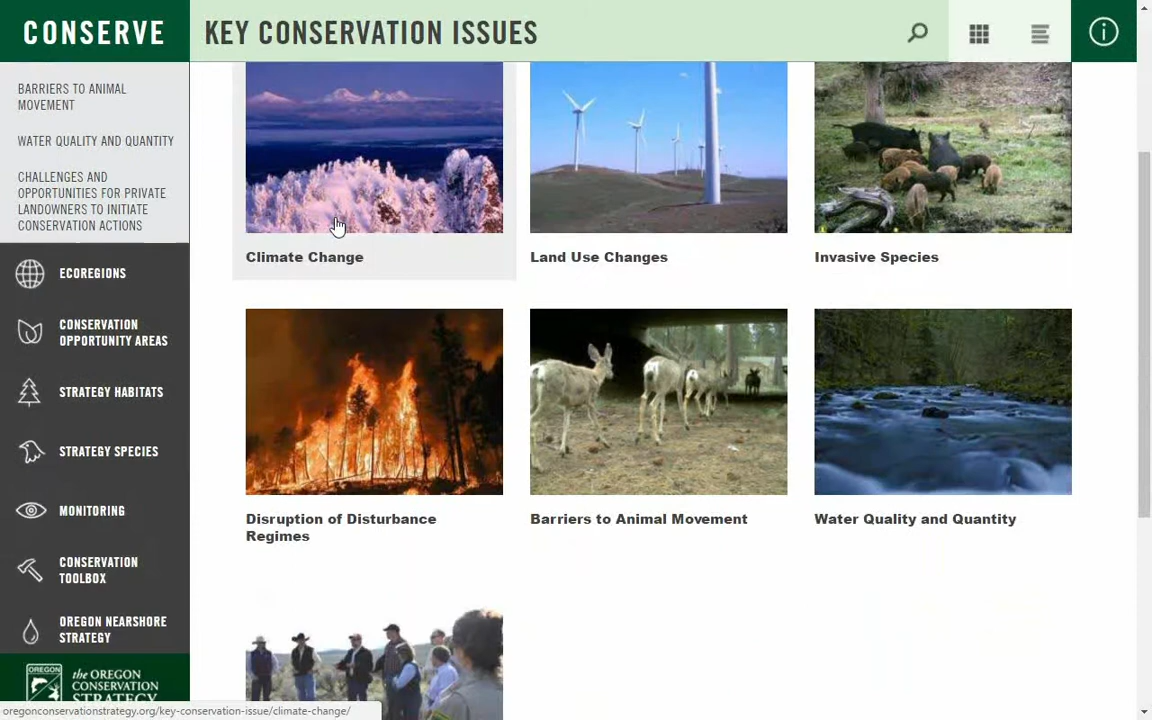 CONSERVE
KEY CONSERVATION ISSUES
BARRIERS TO ANIMAL
MOVEMENT
WATER QUALITY AND QUANTITY
CHALLENGES AND
OPPORTUNITIES FOR PRIVATE
LANDOWNERS TO INITIATE
CONSERVATION ACTIONS
ECOREGIONS
CONSERVATION
OPPORTUNITY AREAS
STRATEGY HABITATS
STRATEGY SPECIES
MONITORING
CONSERVATION
TOOLBOX
OREGON NEARSHORE
STRATEGY
OREGON
the OREGON
CONSERVATION
STRATEGY
Climate Change
Land Use Changes
Invasive Species
Disruption of Disturbance
Regimes
Barriers to Animal Movement
Water Quality and Quantity
oregonconservationstrategy.org/key-conservation-issue/climate-change/